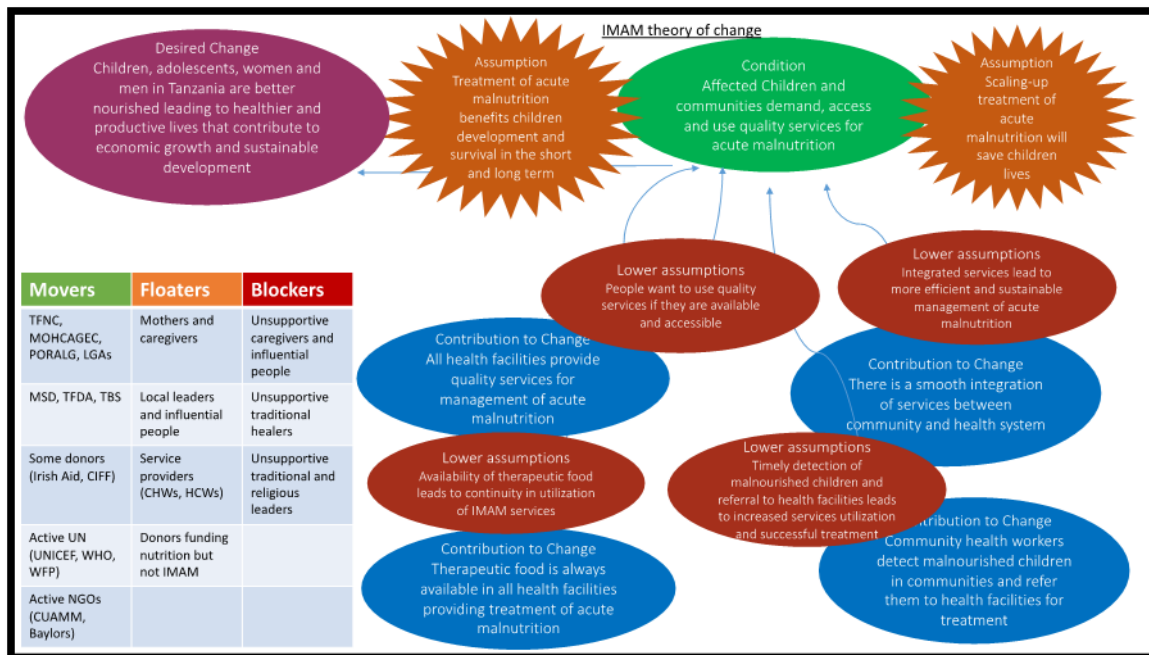 IMAM theory of change
Desired Change
Children, adolescents, women and
men in Tanzania are better
nourished leading to healthier and
productive lives that contribute to
economic growth and sustainable
development
Assumption
Treatment of acute
malnutrition
benefits children
development and
survival in the short
and long term
Condition
Affected Children and
communities demand, access
and use quality services for
acute malnutrition
Assumption
Scaling-up
treatment of
acute
malnutrition will
save children
lives
Lower assumptions
People want to use quality
services if they are available
and accessible
Lower assumptions
Integrated services lead to
more efficient and sustainable
management of acute
malnutrition
Movers Floaters Blockers
TFNC,
MOHCAGEC,
PORALG, LGAs
Mothers and
caregivers
Unsupportive
caregivers and
influential
people
MSD, TFDA, TBS
Local leaders
and influential
people
Unsupportive
traditional
healers
Some donors
(Irish Aid, CIFF)
Service
providers
(CHWs, HCWs)
Unsupportive
traditional and
religious
leaders
Active UN
(UNICEF, WHO,
WFP)
Donors funding
nutrition but
not IMAM
Active NGOs
(CUAMM,
Baylors)
Contribution to Change
All health facilities provide
quality services for
management of acute
malnutrition
Contribution to Change
There is a smooth integration
of services between
community and health system
Lower assumptions
Availability of therapeutic food
leads to continuity in utilization
of IMAM services
Lower assumptions
Timely detection of
malnourished children and
referral to health facilities leads
to increased services utilization
and successful treatment
Contribution to Change
Therapeutic food is always
available in all health facilities
providing treatment of acute
malnutrition
ontribution to Change
Community health workers
detect malnourished children
in communities and refer
them to health facilities for
treatment